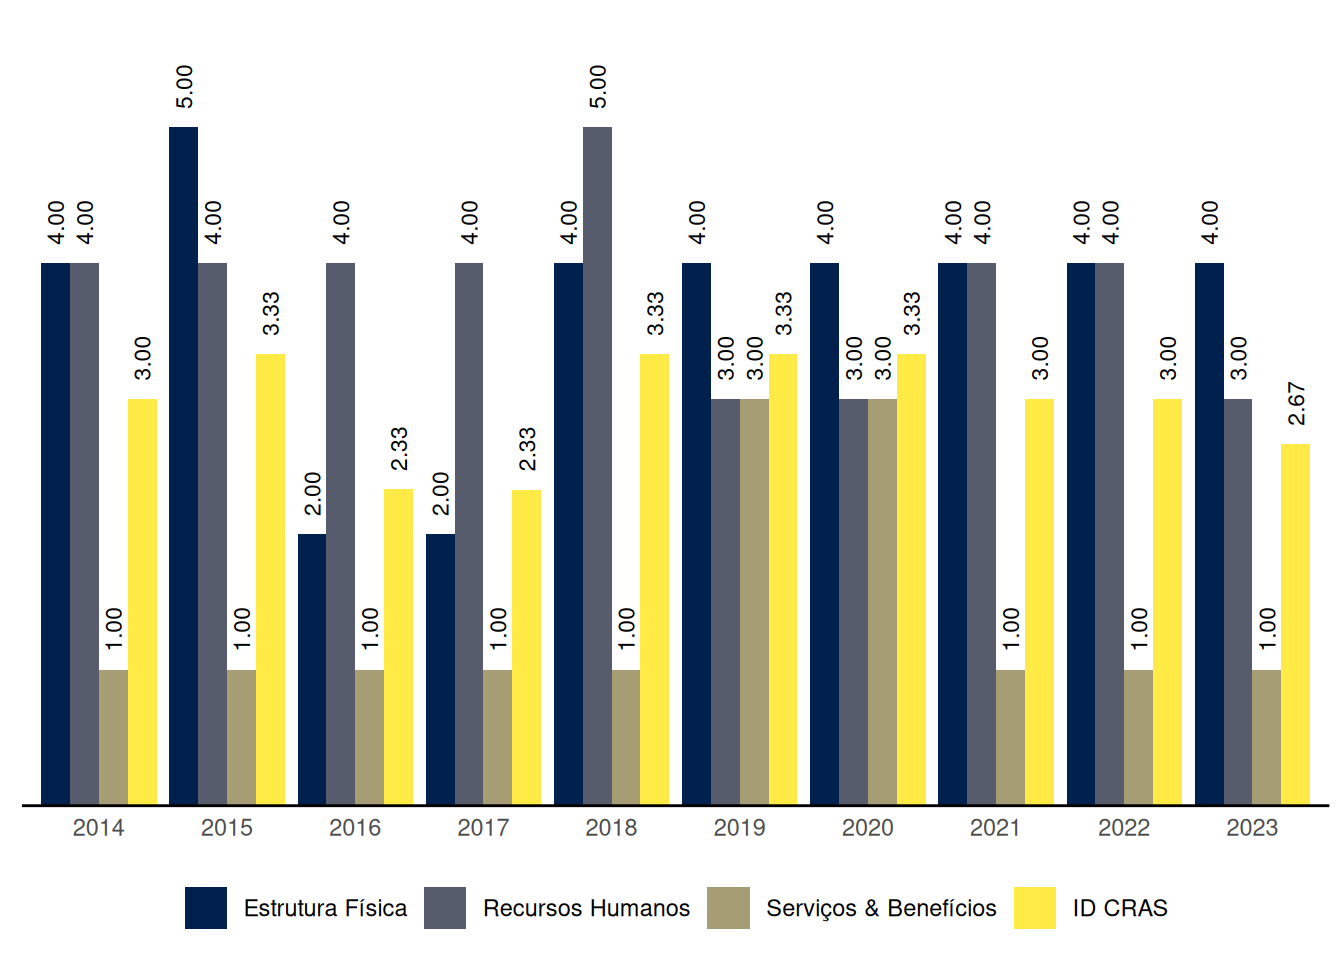 5.00 5.00
4.00 4.00 4.00 4.00 4.00 4.00 4.00 4.00 4.00 4.00 4.00 4.00 4.00
3.33 3.33 3.33 3.33
3.00 3.00 3.00 3.00 3.00 3.00 3.00 3.00
2.67
2.33 2.33
2.00 2.00
1.00 1.00 1.00 1.00 1.00 1.00 1.00 1.00
2014 2015 2016 2017 2018 2019 2020 2021 2022 2023
Estrutura Física Recursos Humanos Serviços & Benefícios ID CRAS